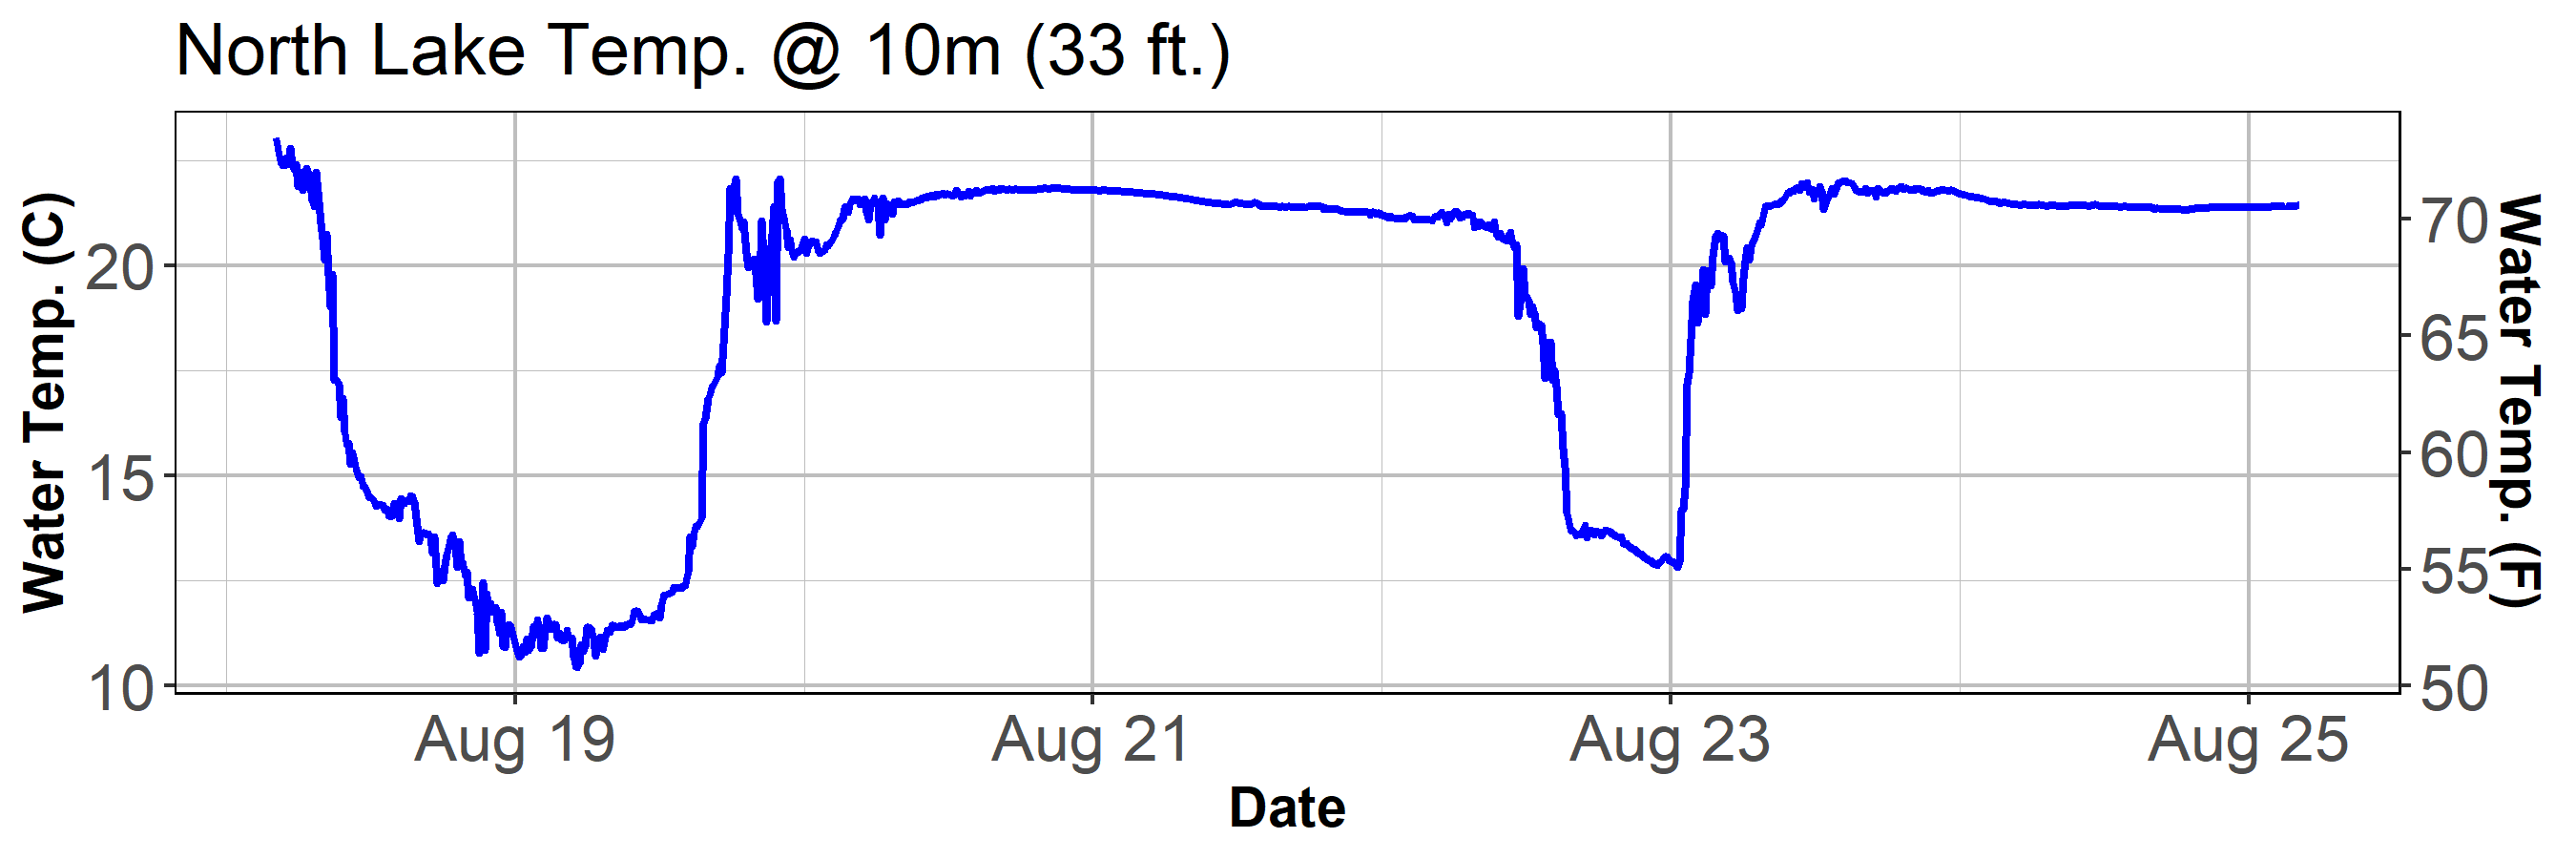 North Lake Temp. @ 10m (33 ft.)
Water Temp. (C)
20
15
10
70
65
60
55
50
Water Temp. (F)
Aug 19 Aug 21 Aug 23 Aug 25
Date